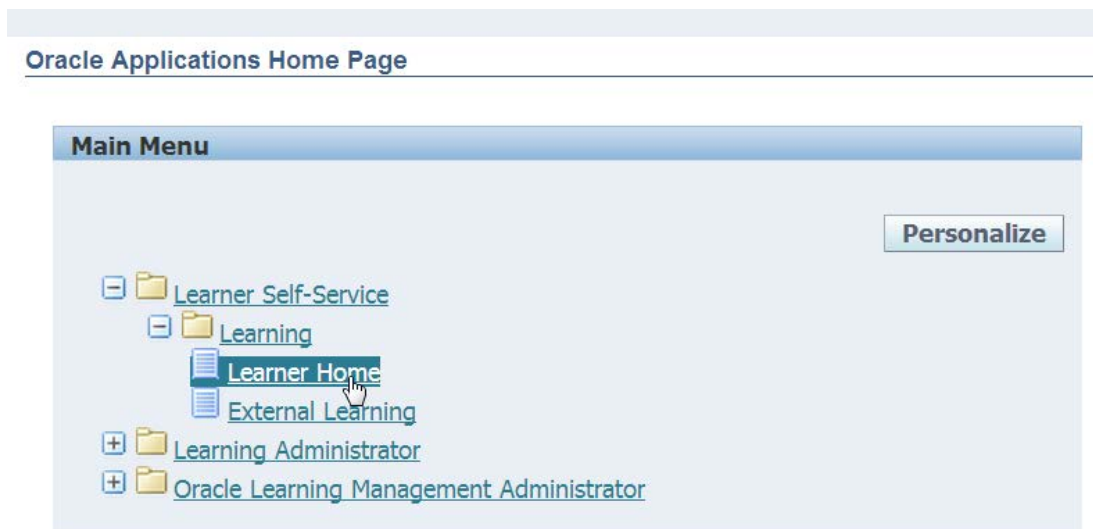 Oracle Applications Home Page
Main Menu
Personalize
Learner Self-Service
Learning
Learner Home
External Learning
Learning Administrator
Oracle Learning Management Administrator